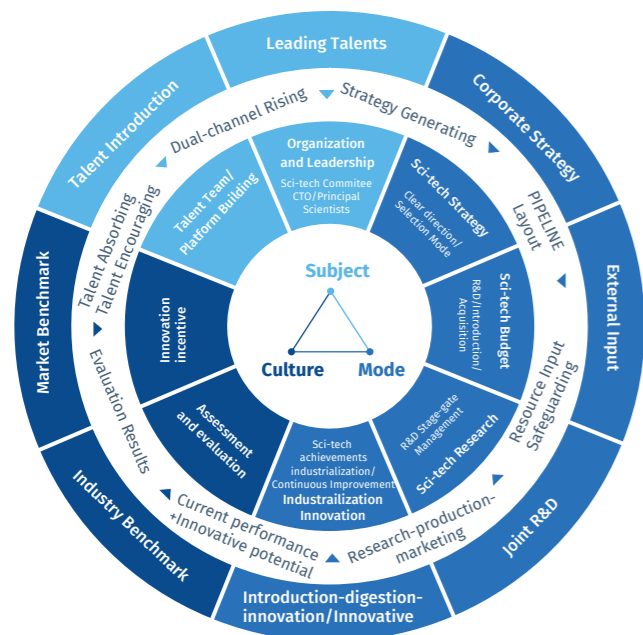 Leading Talents
Corporate Strategy
External Input
Joint R&D
Introduction-digestion-
innovation/Innovative
Industry Benchmark
Market Benchmark
Talent Introduction
Dual-channel Rising
Strategy Generating
PIPELINE
Layout
Resource Input
Safeguarding
Research-production-
marketing
Current performance
+Innovative potential
Evaluation Results
Talent Absorbing
Talent Encouraging
Organization
and Leadership
Sci-tech Commitee
CTO/Principal
Scientists
Sci-tech Strategy
Clear direction/
Selection Mode
Sci-tech Budget
R&D/Introduction/
Acquisition
R&D Stage-gate
Management
Sci-tech Research
Sci-tech
achievements
industrialization/
Continuous Improvement
Industrailization
Innovation
Assessment
and evaluation
Innovation
incentive
Talent Team/
Platform Building
Subject
Culture
Mode